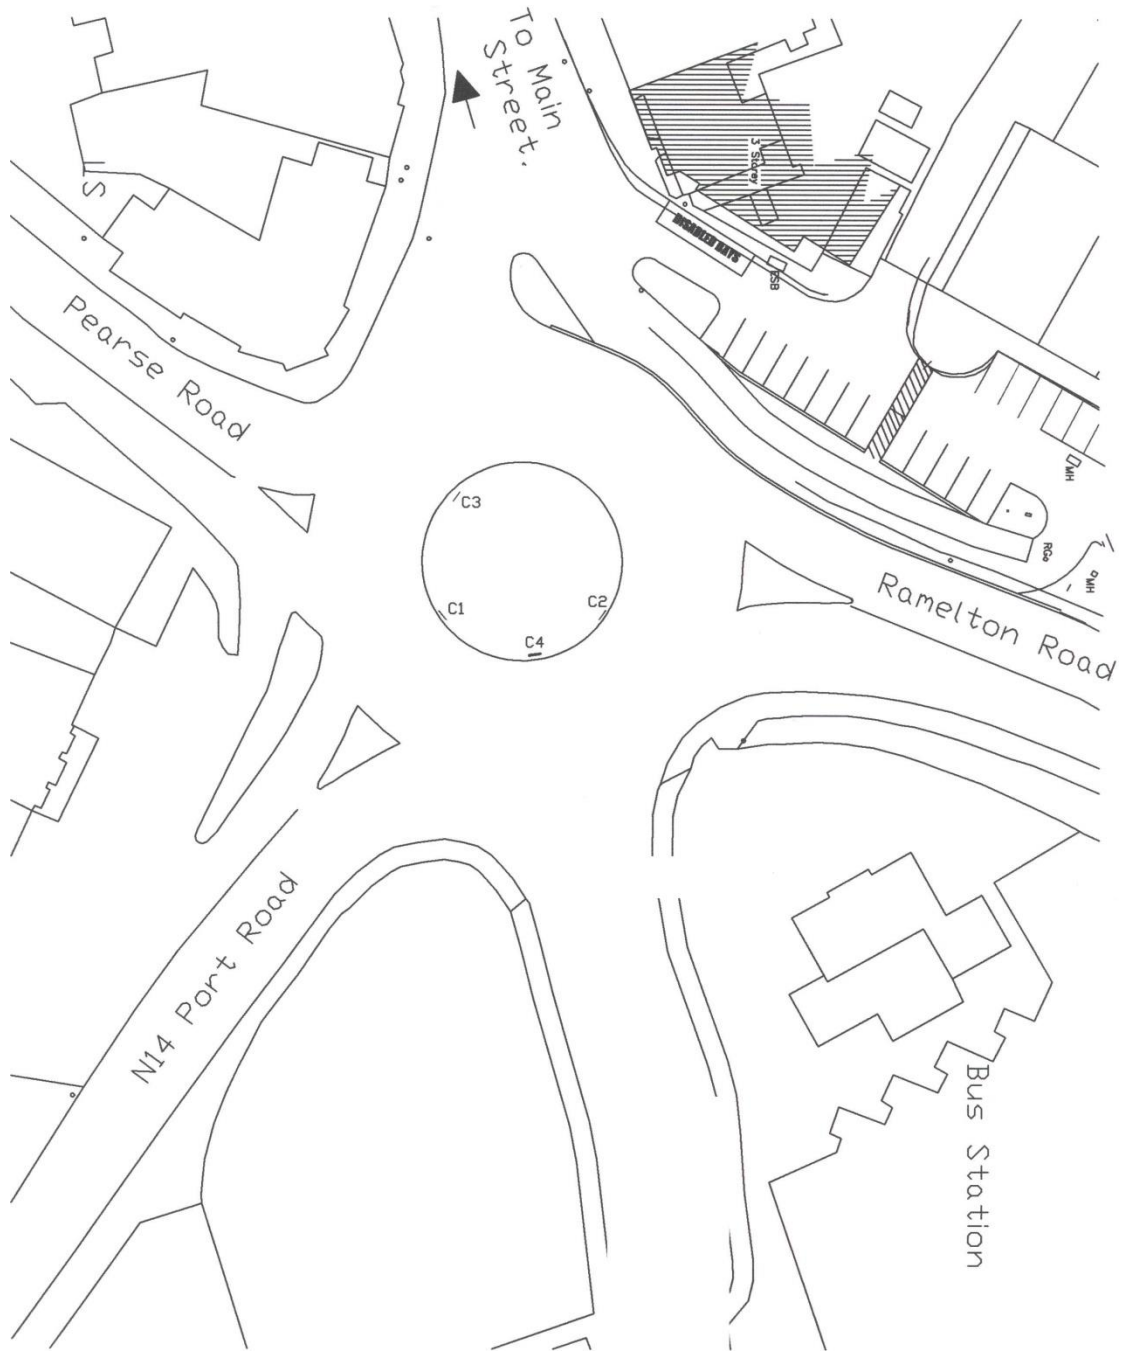 To Main
Street.
3 Storey
S
DISABLED BAYS
ESB
Pearse Road
MH
C3
RGo
MH
C1
C2
Ramelton Road
C4
N14 Port Road
Bus Station